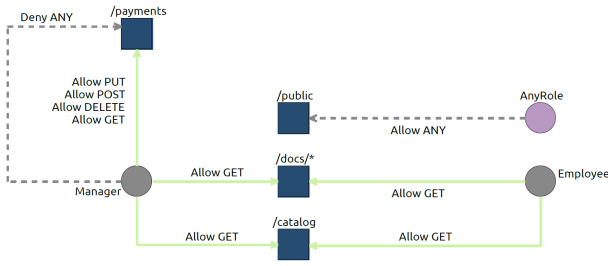 /payments
Deny ANY
Allow PUT
Allow POST
Allow DELETE
Allow GET
/public
AnyRole
Allow ANY
/docs/*
Allow GET
Employee
Allow GET
Manager
/catalog
Allow GET
Allow GET